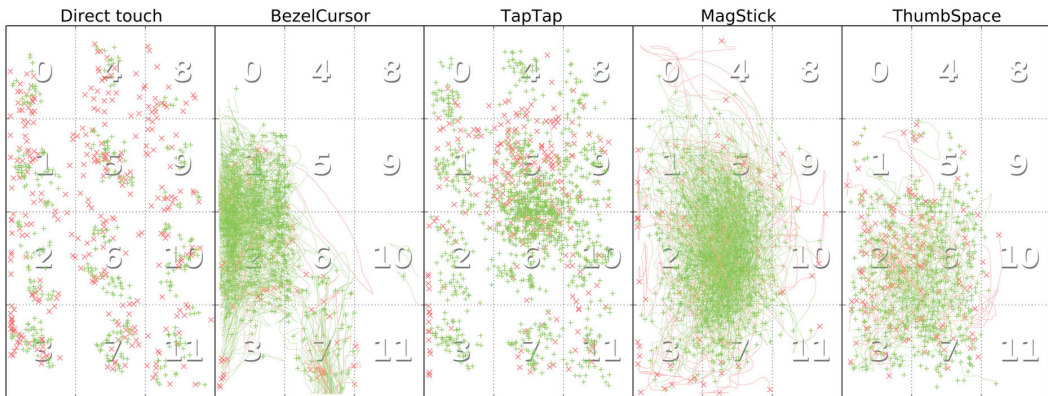 Direct touch BezelCursor TapTap MagStick ThumbSpace
0 4 8 0 4 8 0 4 8 0 4 8 0 4 8
1 5 9 1 5 9 1 5 9 1 5 9 1 5 9
2 6 10 2 6 10 2 6 10 2 6 10 2 6 10
3 7 11 3 7 11 3 7 11 3 7 11 3 7 11